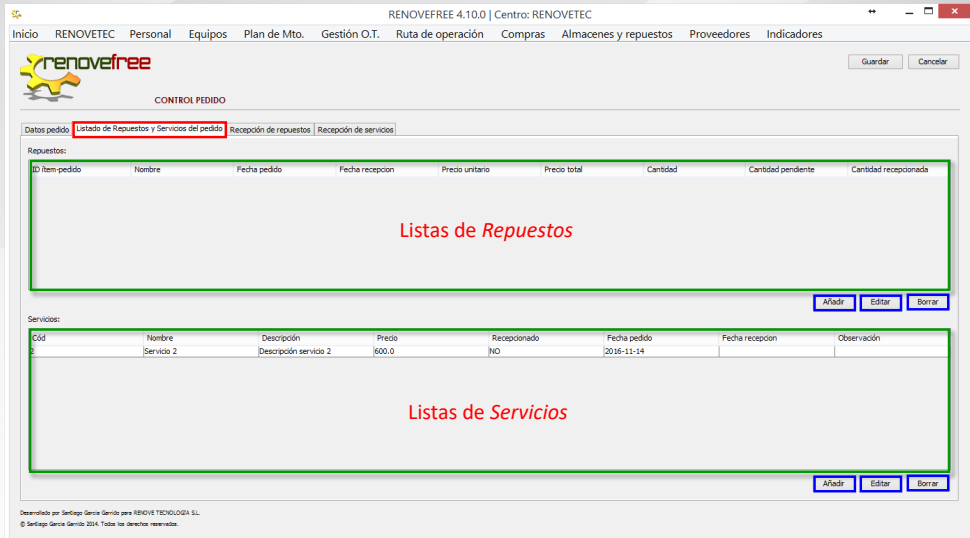 RENOVEFREE 4.10.0 | Centro: RENOVETEC
Inicio RENOVETEC Personal Equipos Plan de Mto. Gestión O.T. Ruta de operación Compras Almacenes y repuestos Proveedores Indicadores
renovefree
Guardar Cancelar
CONTROL PEDIDO
Datos pedido Listado de Repuestos y Servicios del pedido Recepción de repuestos Recepción de servicios
Repuestos:
ID ítem-pedido Nombre Fecha pedido Fecha recepcion Precio unitario Precio total Cantidad Cantidad pendiente Cantidad recepcionada
Listas de Repuestos
Añadir Editar Borrar
Servicios:
Cód Nombre Descripción Precio Recepcionado Fecha pedido Fecha recepcion Observación
2 Servicio 2 Descripción servicio 2 600.0 NO 2016-11-14
Listas de Servicios
Añadir Editar Borrar
Desarrollado por Santiago Garcia Garrido para RENOVE TECNOLOGÍA S.L.
© Santiago Garcia Garrido 2014. Todos los derechos reservados.